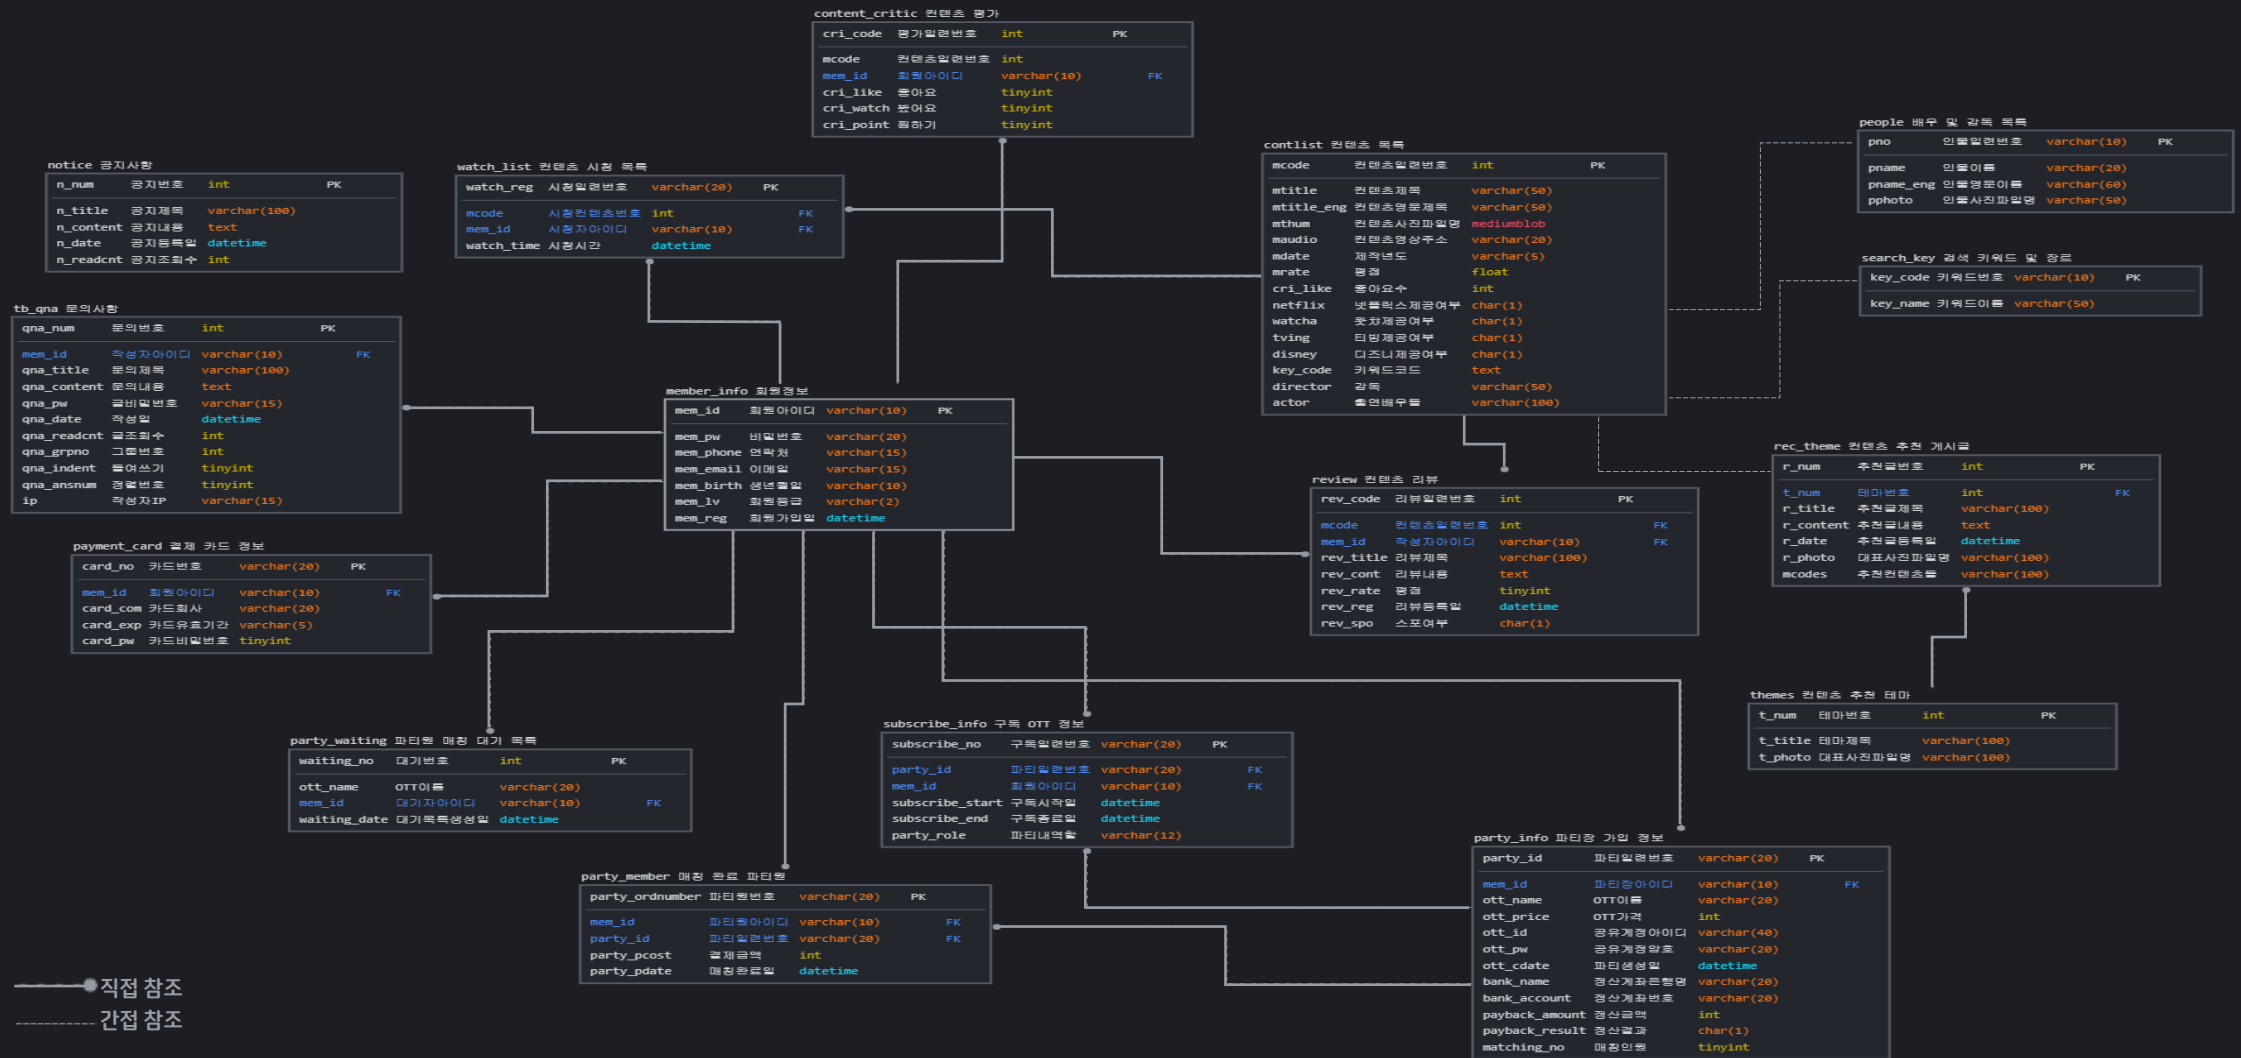 content_critic 컨텐츠 평가
cri_code 평가일련번호 int PK
mcode 컨텐츠일련번호 int
mem_id 회원아이디 varchar(10) FK
cri_like 좋아요 tinyint
cri_watch 봤어요 tinyint
cri_point 찜하기 tinyint
notice 공지사항
n_num 공지번호 int PK
n_title 공지제목 varchar(100)
n_content 공지내용 text
n_date 공지등록일 datetime
n_readcnt 공지조회수 int
watch_list 컨텐츠 시청 목록
watch_reg 시청일련번호 varchar(20) PK
mcode 시청컨텐츠번호 int FK
mem_id 시청자아이디 varchar(10) FK
watch_time 시청시간 datetime
contlist 컨텐츠 목록
mcode 컨텐츠일련번호 int PK
mtitle 컨텐츠제목 varchar(50)
mtitle_eng 컨텐츠영문제목 varchar(50)
mthum 컨텐츠사진파일명 mediumblob
maudio 컨텐츠영상주소 varchar(20)
mdate 제작년도 varchar(5)
mrate 평점 float
cri_like 좋아요수 int
netflix 넷플릭스제공여부 char(1)
watcha 왓챠제공여부 char(1)
tving 티빙제공여부 char(1)
disney 디즈니제공여부 char(1)
key_code 키워드코드 text
director 감독 varchar(50)
actor 출연배우들 varchar(100)
people 배우 및 감독 목록
pno 인물일련번호 varchar(10) PK
pname 인물이름 varchar(20)
pname_eng 인물영문이름 varchar(60)
pphoto 인물사진파일명 varchar(50)
search_key 검색 키워드 및 장르
key_code 키워드번호 varchar(10) PK
key_name 키워드이름 varchar(50)
tb_qna 문의사항
qna_num 문의번호 int PK
mem_id 작성자아이디 varchar(10) FK
qna_title 문의제목 varchar(100)
qna_content 문의내용 text
qna_pw 글비밀번호 varchar(15)
qna_date 작성일 datetime
qna_readcnt 글조회수 int
qna_grpno 그룹번호 int
qna_indent 들여쓰기 tinyint
qna_ansnum 정렬번호 tinyint
ip 작성자IP varchar(15)
member_info 회원정보
mem_id 회원아이디 varchar(10) PK
mem_pw 비밀번호 varchar(20)
mem_phone 연락처 varchar(15)
mem_email 이메일 varchar(15)
mem_birth 생년월일 varchar(10)
mem_lv 회원등급 varchar(2)
mem_reg 회원가입일 datetime
rec_theme 컨텐츠 추천 게시글
r_num 추천글번호 int PK
t_num 테마번호 int FK
r_title 추천글제목 varchar(100)
r_content 추천글내용 text
r_date 추천글등록일 datetime
r_photo 대표사진파일명 varchar(100)
mcodes 추천컨텐츠들 varchar(100)
review 컨텐츠 리뷰
rev_code 리뷰일련번호 int PK
mcode 컨텐츠일련번호 int FK
mem_id 작성자아이디 varchar(10) FK
rev_title 리뷰제목 varchar(100)
rev_cont 리뷰내용 text
rev_rate 평점 tinyint
rev_reg 리뷰등록일 datetime
rev_spo 스포여부 char(1)
payment_card 결제 카드 정보
card_no 카드번호 varchar(20) PK
mem_id 회원아이디 varchar(10) FK
card_com 카드회사 varchar(20)
card_exp 카드유효기간 varchar(5)
card_pw 카드비밀번호 tinyint
themes 컨텐츠 추천 테마
t_num 테마번호 int PK
t_title 테마제목 varchar(100)
t_photo 대표사진파일명 varchar(100)
party_waiting 파티원 매칭 대기 목록
waiting_no 대기번호 int PK
ott_name OTT이름 varchar(20)
mem_id 대기자아이디 varchar(10) FK
waiting_date 대기목록생성일 datetime
subscribe_info 구독 OTT 정보
subscribe_no 구독일련번호 varchar(20) PK
party_id 파티일련번호 varchar(20) FK
mem_id 회원아이디 varchar(10) FK
subscribe_start 구독시작일 datetime
subscribe_end 구독종료일 datetime
party_role 파티내역할 varchar(12)
party_info 파티장 가입 정보
party_id 파티일련번호 varchar(20) PK
mem_id 파티장아이디 varchar(10) FK
ott_name OTT이름 varchar(20)
ott_price OTT가격 int
ott_id 공유계정아이디 varchar(40)
ott_pw 공유계정암호 varchar(20)
ott_cdate 파티생성일 datetime
bank_name 정산계좌은행명 varchar(20)
bank_account 정산계좌번호 varchar(20)
payback_amount 정산금액 int
payback_result 정산결과 char(1)
matching_no 매칭인원 tinyint
party_member 매칭 완료 파티원
party_ordnumber 파티원번호 varchar(20) PK
mem_id 파티원아이디 varchar(10) FK
party_id 파티일련번호 varchar(20) FK
party_pcost 결제금액 int
party_pdate 매칭완료일 datetime
직접 참조
간접 참조